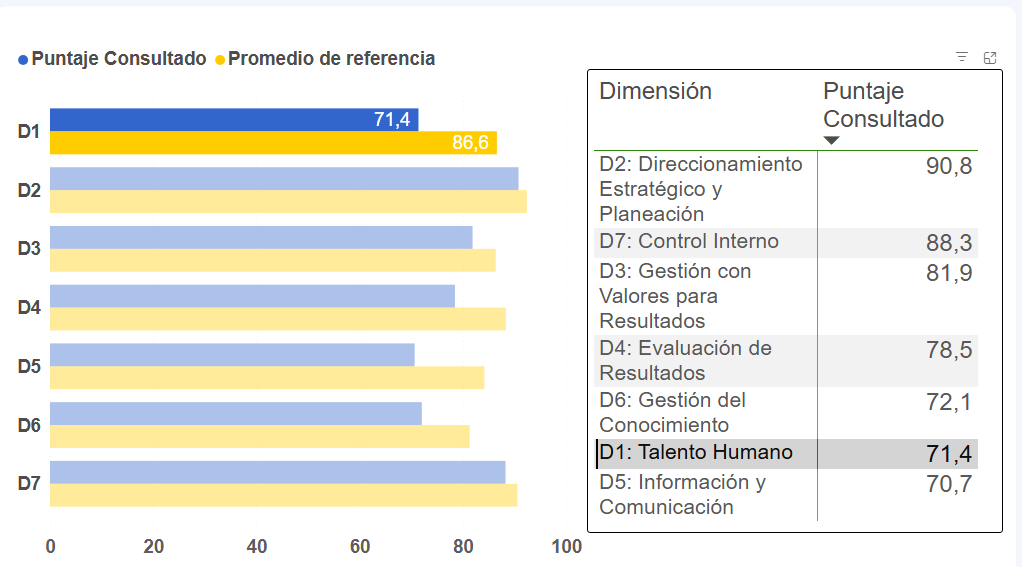 Puntaje Consultado Promedio de referencia
D1 71,4
86,6
D2
D3
D4
D5
D6
D7
0 20 40 60 80 100
Dimensión Puntaje
Consultado
D2: Direccionamiento 90,8
Estratégico y
Planeación
D7: Control Interno 88,3
D3: Gestión con 81,9
Valores para
Resultados
D4: Evaluación de 78,5
Resultados
D6: Gestión del 72,1
Conocimiento
D1: Talento Humano 71,4
D5: Información y 70,7
Comunicación